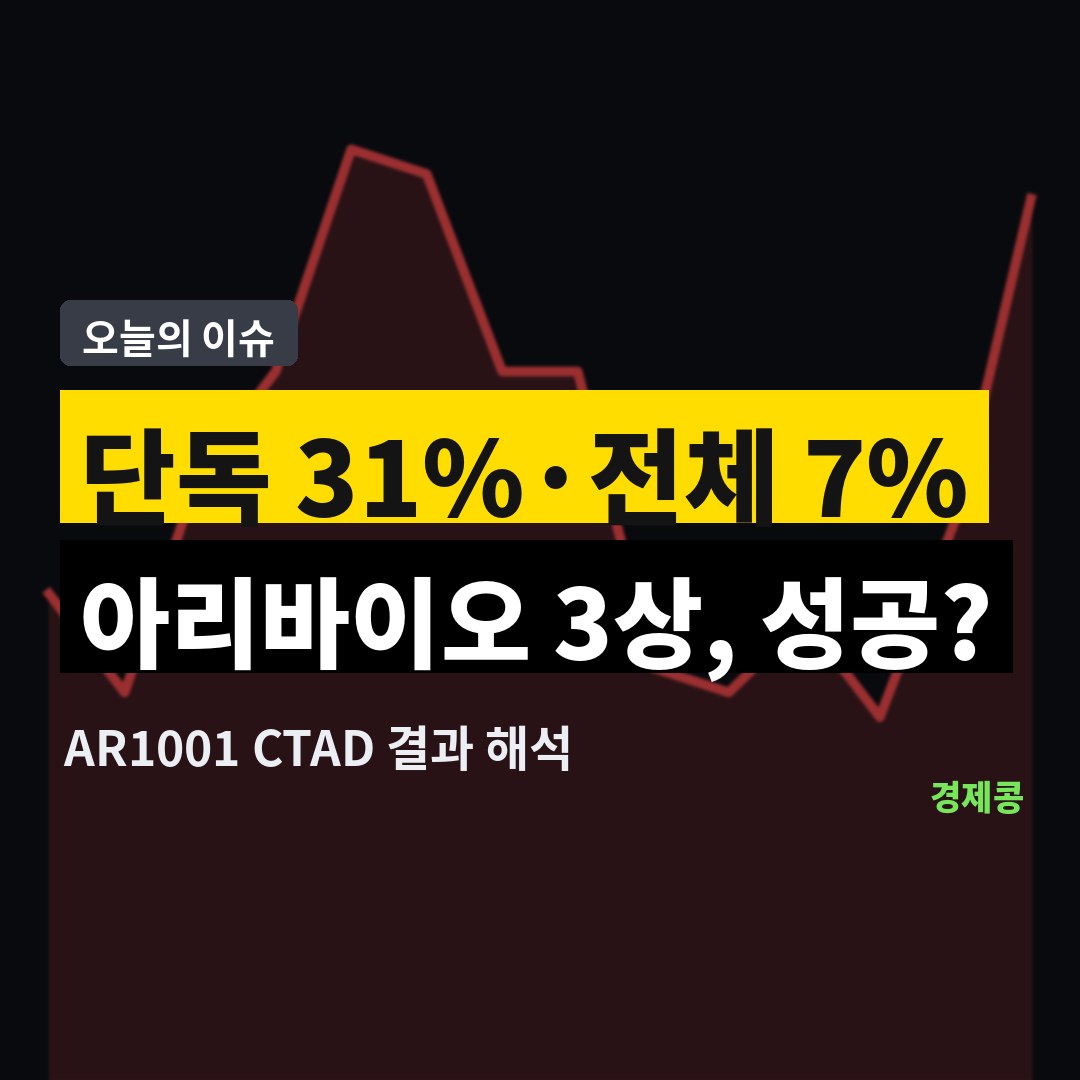 오늘의 이슈
단독 31%·전체 7%
아리바이오 3상, 성공?
AR1001 CTAD 결과 해석
경제콩